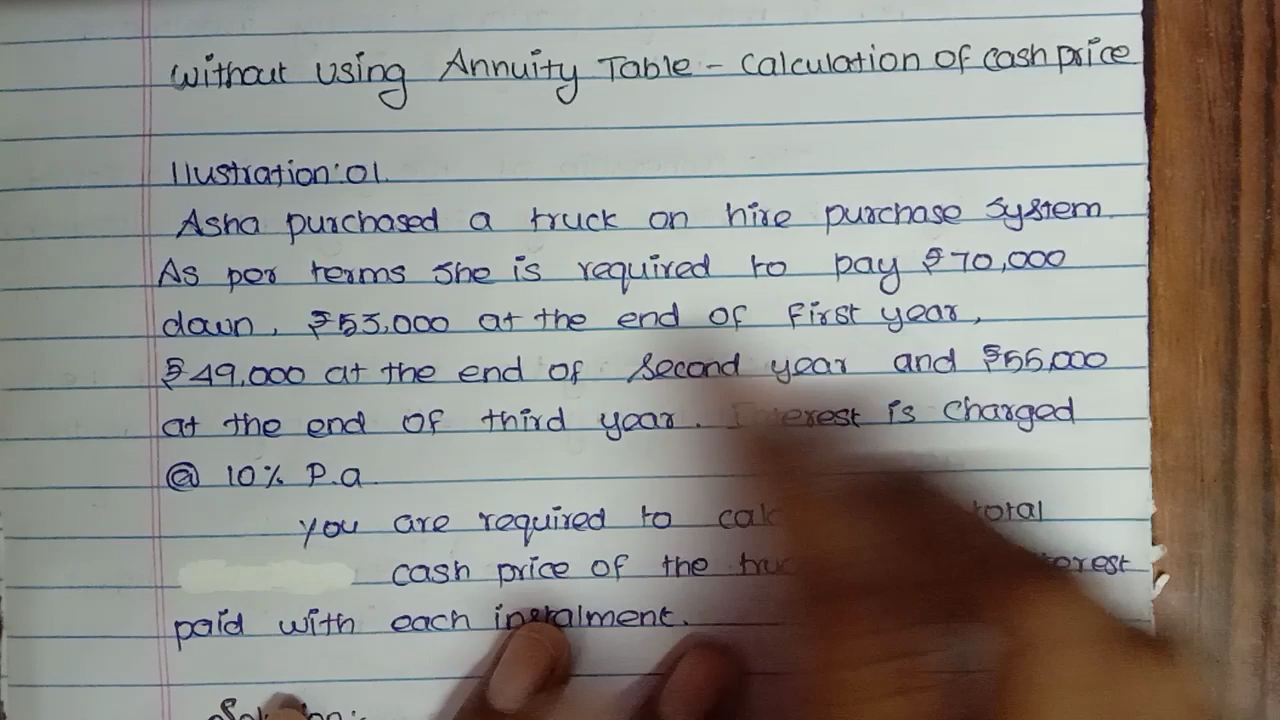 Without using Annuity Table - Calculation of cash price
Illustration:01.
Asha purchased a truck on hire purchase system.
As per terms she is required to pay ₹70,000
down, ₹53,000 at the end of first year,
₹49,000 at the end of second year and ₹55,000
at the end of third year. is charged
@ 10% P.a.
you are required to total
cash price of the
paid with each instalment.